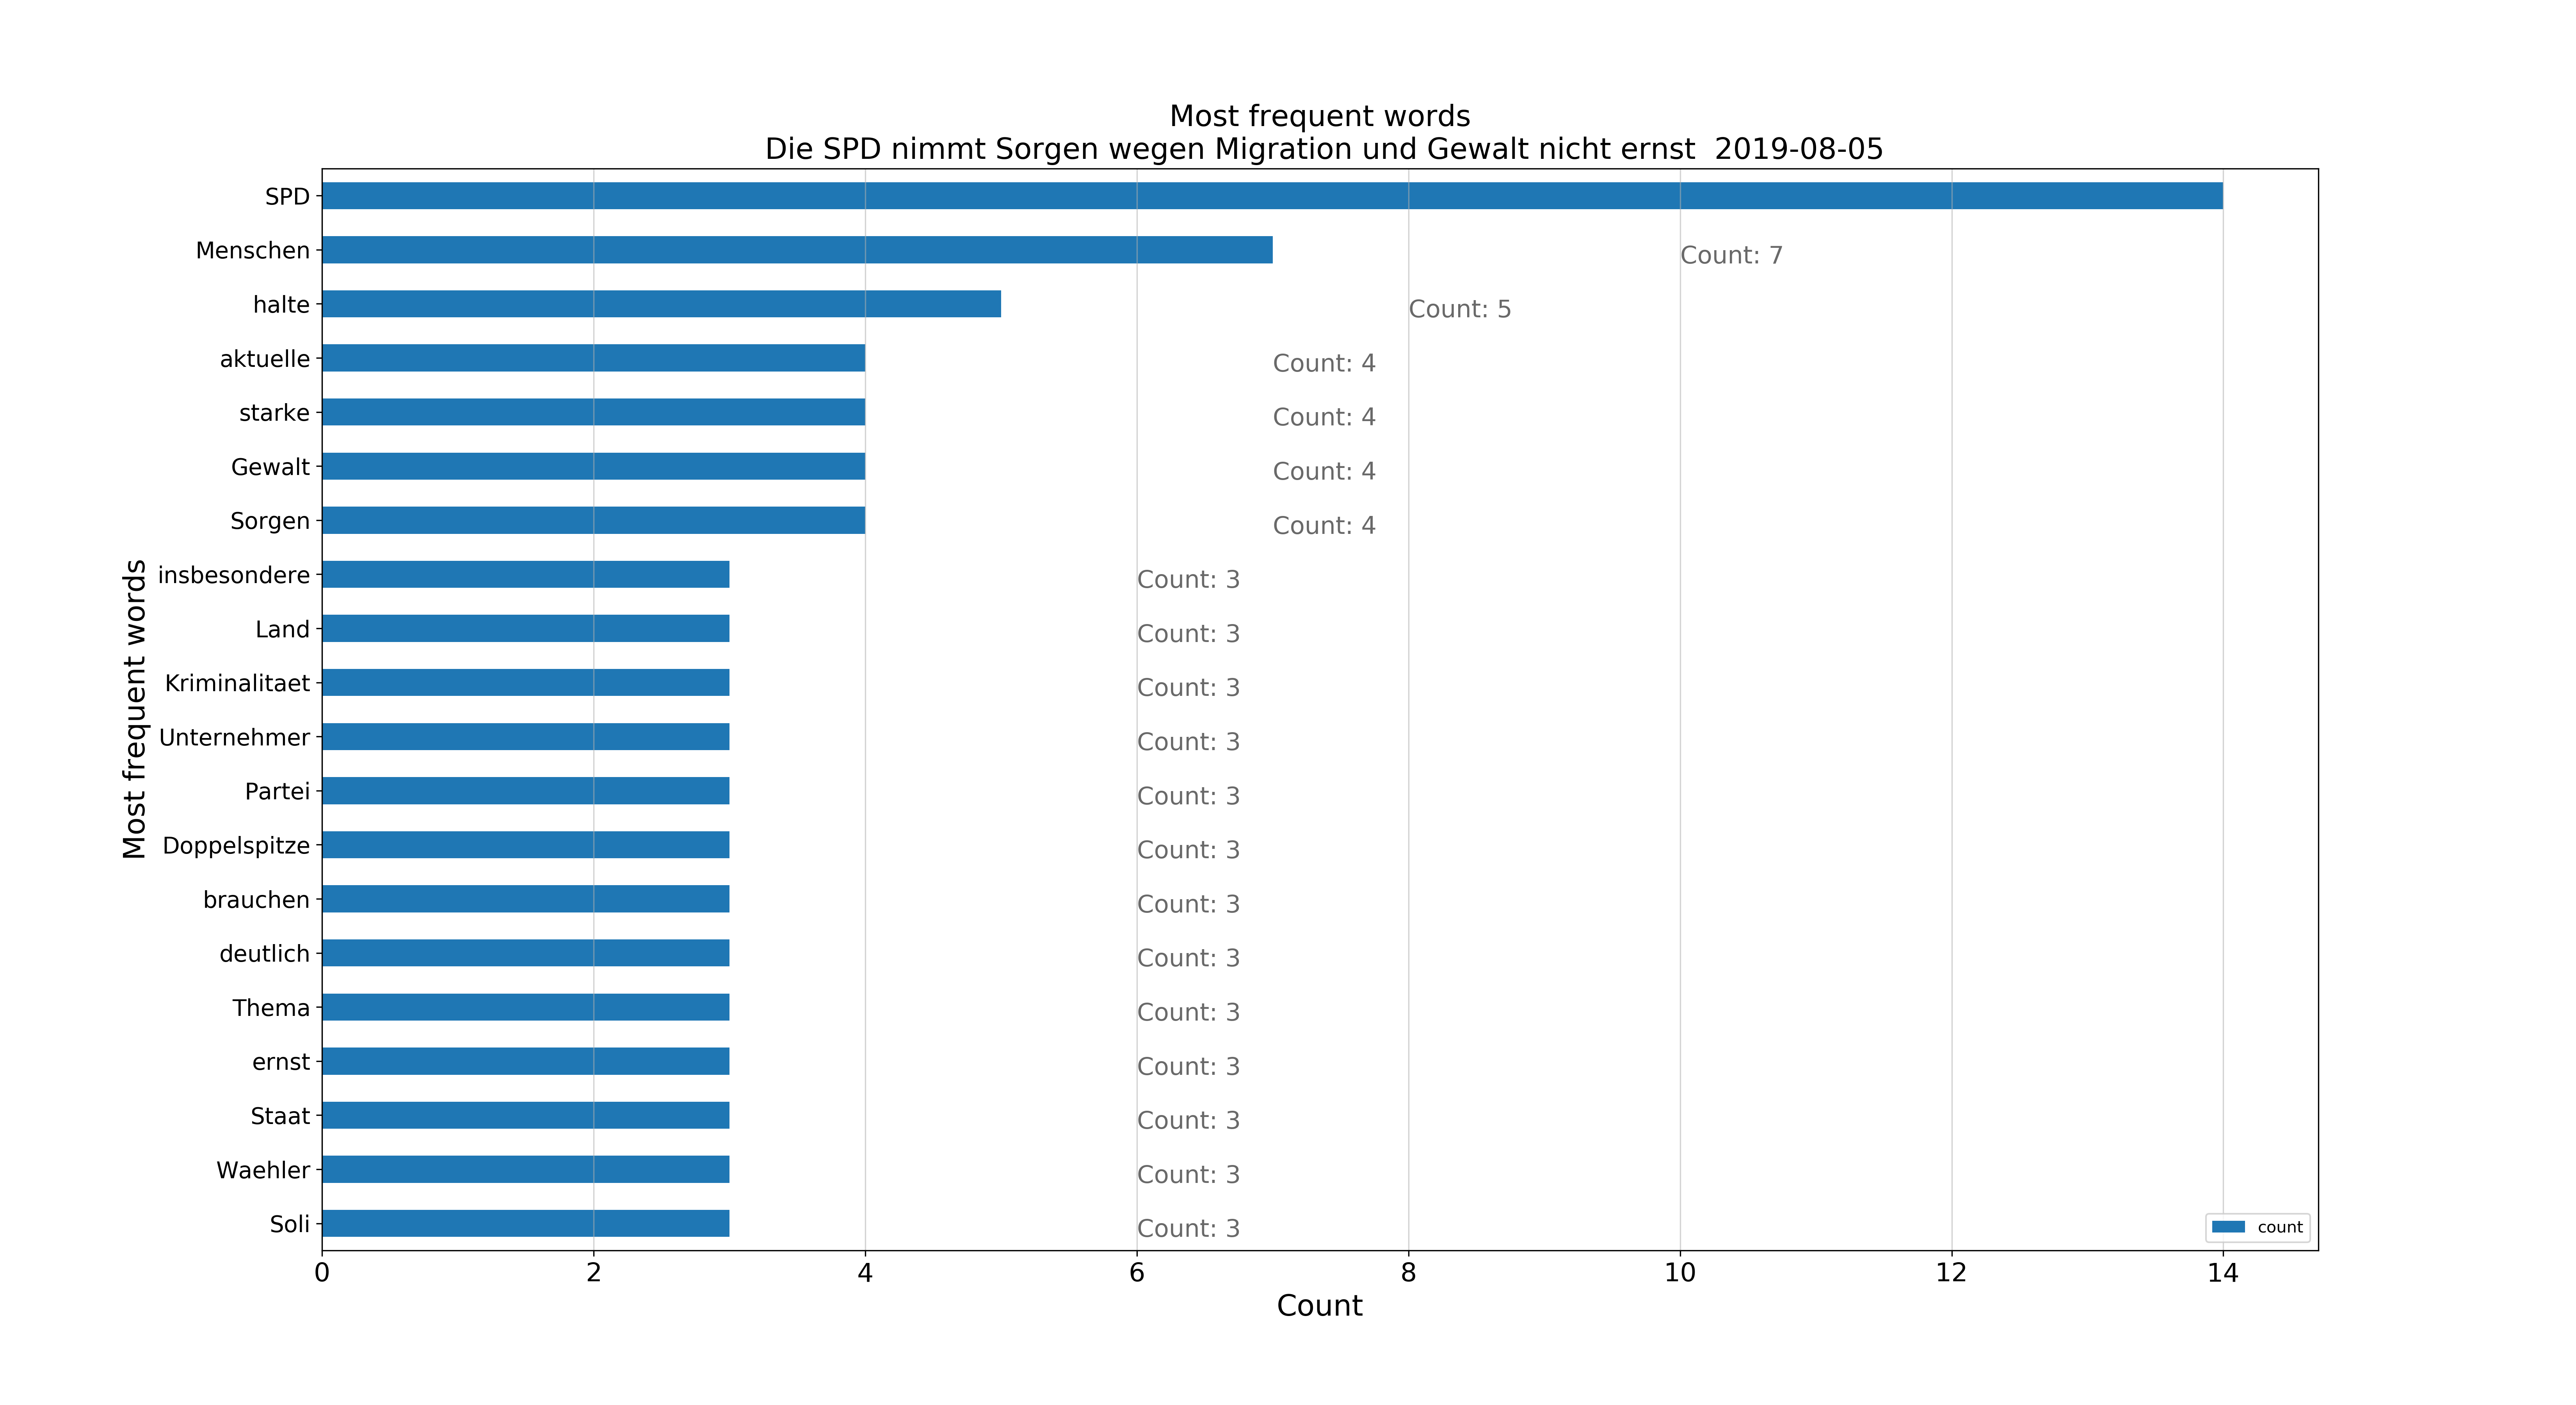 Most frequent words
Die SPD nimmt Sorgen wegen Migration und Gewalt nicht ernst  2019-08-05
Most frequent words
SPD
Menschen Count: 7
halte Count: 5
aktuelle Count: 4
starke Count: 4
Gewalt Count: 4
Sorgen Count: 4
insbesondere Count: 3
Land Count: 3
Kriminalitaet Count: 3
Unternehmer Count: 3
Partei Count: 3
Doppelspitze Count: 3
brauchen Count: 3
deutlich Count: 3
Thema Count: 3
ernst Count: 3
Staat Count: 3
Waehler Count: 3
Soli Count: 3
count
0 2 4 6 8 10 12 14
Count